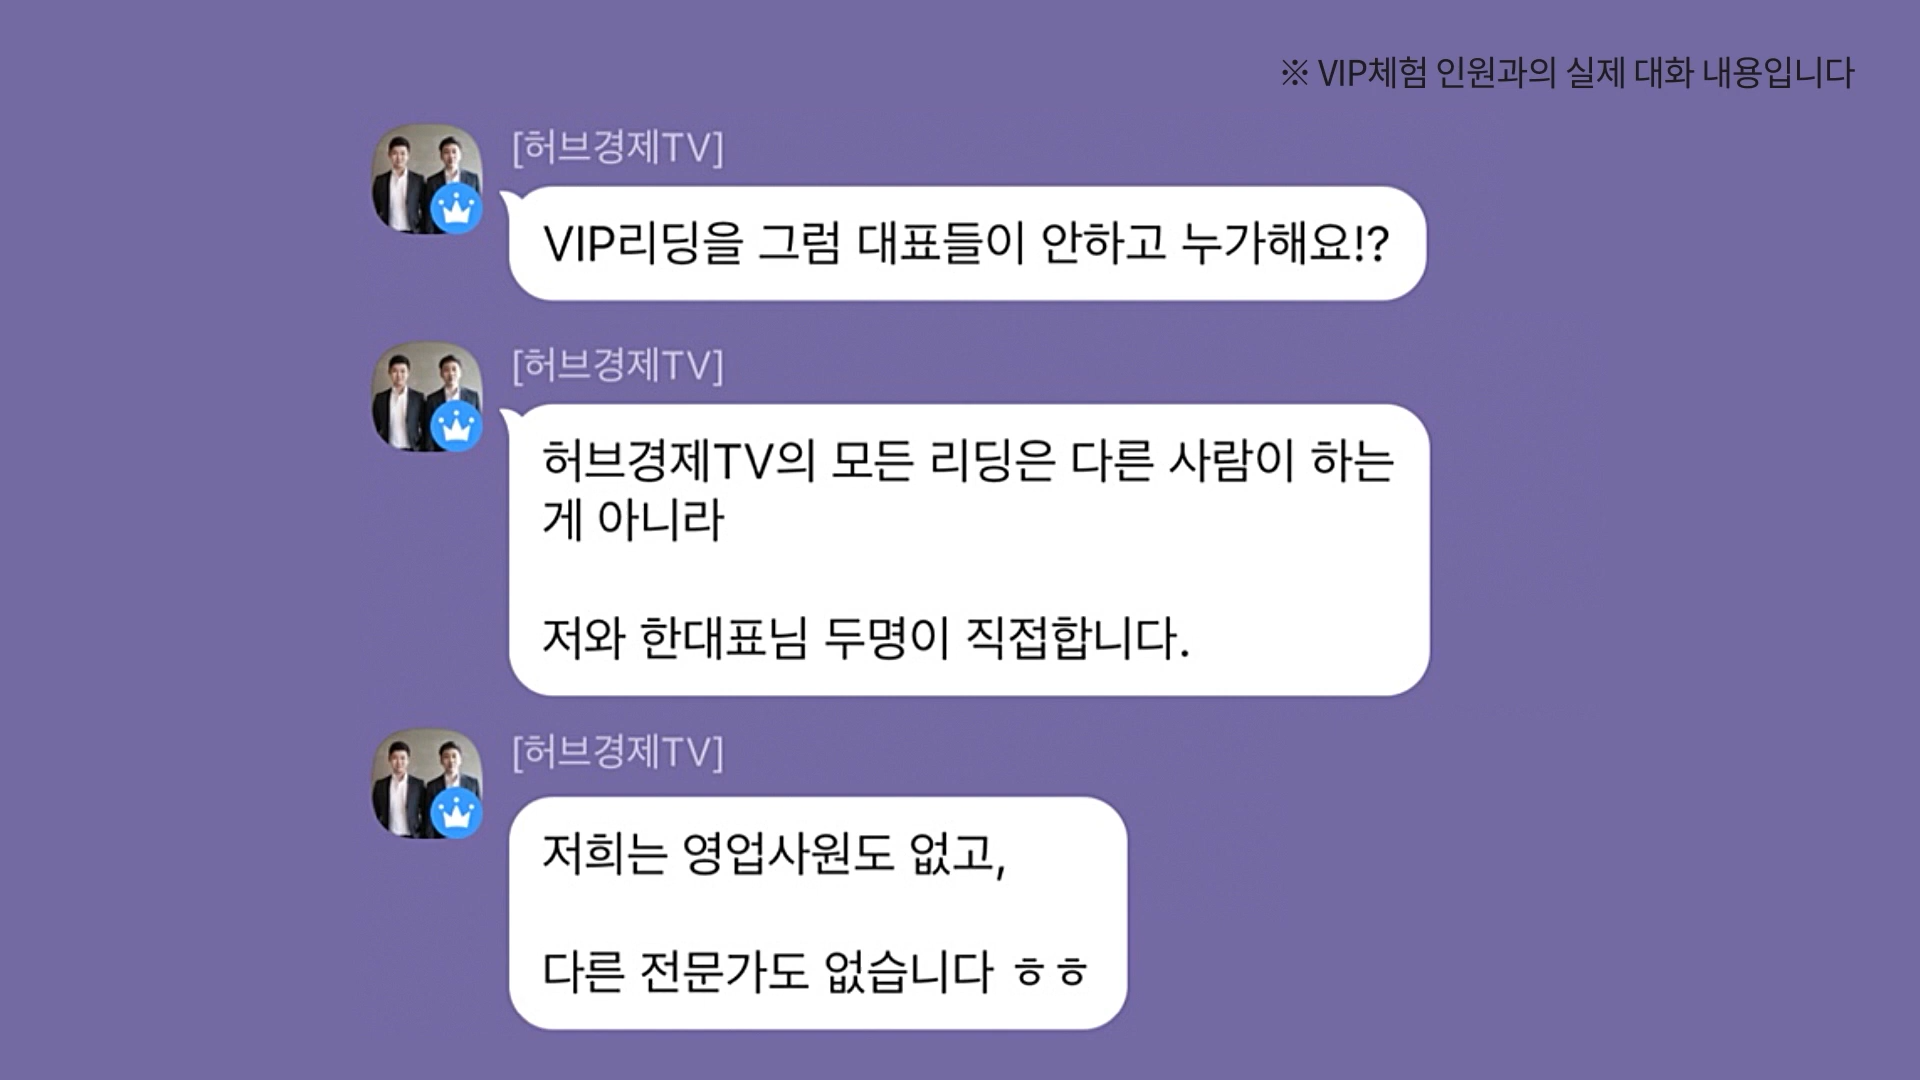 ※ VIP체험 인원과의 실제 대화 내용입니다
[허브경제TV]
VIP리딩을 그럼 대표들이 안하고 누가해요!?
[허브경제TV]
허브경제TV의 모든 리딩은 다른 사람이 하는
게 아니라
저와 한대표님 두명이 직접합니다.
[허브경제TV]
저희는 영업사원도 없고,
다른 전문가도 없습니다 ㅎㅎ